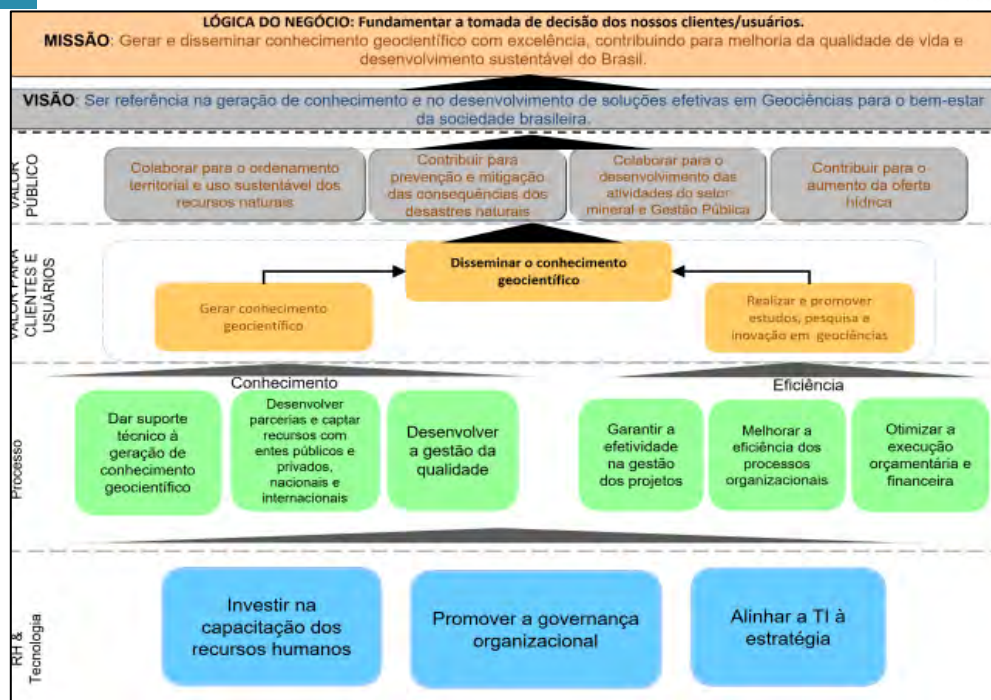 LÓGICA DO NEGÓCIO: Fundamentar a tomada de decisão dos nossos clientes/usuários.
MISSÃO: Gerar e disseminar conhecimento geocientífico com excelência, contribuindo para melhoria da qualidade de vida e
desenvolvimento sustentável do Brasil.
VISÃO: Ser referência na geração de conhecimento e no desenvolvimento de soluções efetivas em Geociências para o bem-estar
da sociedade brasileira.
VALOR
PÚBLICO
Colaborar para o ordenamento
territorial e uso sustentável dos
recursos naturais
Contribuir para
prevenção e mitigação
das consequências dos
desastres naturais
Colaborar para o
desenvolvimento das
atividades do setor
mineral e Gestão Pública
Contribuir para o
aumento da oferta
hídrica
VALOR PARA
CLIENTES E
USUÁRIOS
Disseminar o conhecimento
geocientífico
Gerar conhecimento
geocientífico
Realizar e promover
estudos, pesquisa e
inovação em geociências
Processo
Conhecimento
Dar suporte
técnico à
geração de
conhecimento
geocientífico
Desenvolver
parcerias e captar
recursos com
entes públicos e
privados,
nacionais e
internacionais
Desenvolver
a gestão da
qualidade
Eficiência
Garantir a
efetividade
na gestão
dos projetos
Melhorar a
eficiência dos
processos
organizacionais
Otimizar a
execução
orçamentária e
financeira
RH &
Tecnologia
Investir na
capacitação dos
recursos humanos
Promover a governança
organizacional
Alinhar a TI à
estratégia